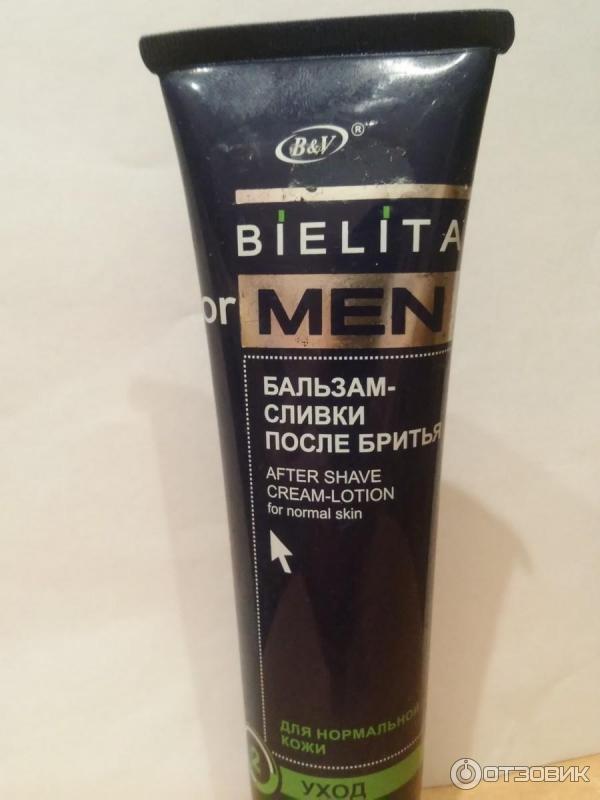 B&V ®
BIELITA
or MEN
БАЛЬЗАМ-
СЛИВКИ
ПОСЛЕ БРИТЬЯ
AFTER SHAVE
CREAM-LOTION
for normal skin
ДЛЯ НОРМАЛЬНОЙ
КОЖИ
2
УХОД
ОТЗОВИК